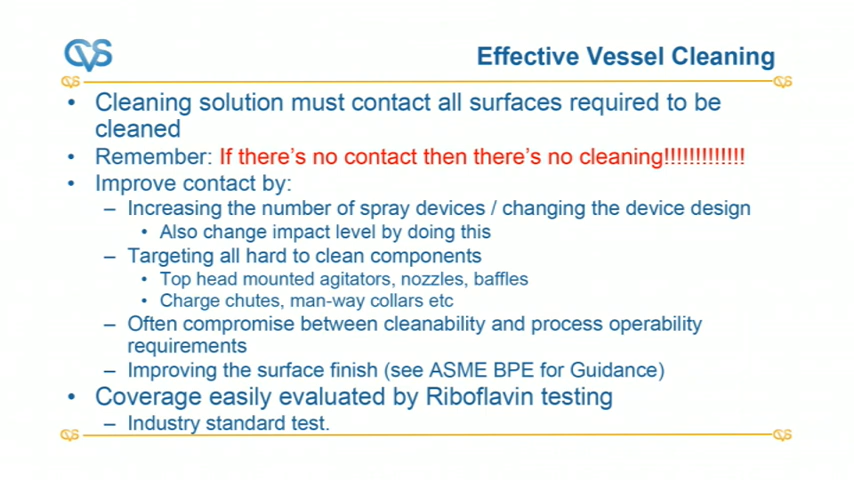 CVS
Effective Vessel Cleaning
CVS CVS
• Cleaning solution must contact all surfaces required to be
cleaned
• Remember: If there's no contact then there's no cleaning!!!!!!!!!!!!!
• Improve contact by:
– Increasing the number of spray devices / changing the device design
• Also change impact level by doing this
– Targeting all hard to clean components
• Top head mounted agitators, nozzles, baffles
• Charge chutes, man-way collars etc
– Often compromise between cleanability and process operability
requirements
– Improving the surface finish (see ASME BPE for Guidance)
• Coverage easily evaluated by Riboflavin testing
– Industry standard test.
CVS CVS